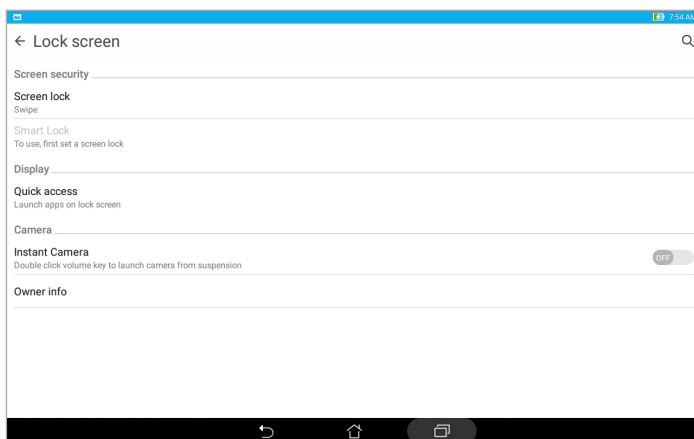 7:54 AM
Lock screen
Screen security
Screen lock
Swipe
Smart Lock
To use, first set a screen lock
Display
Quick access
Launch apps on lock screen
Camera
Instant Camera
Double click volume key to launch camera from suspension
OFF
Owner info